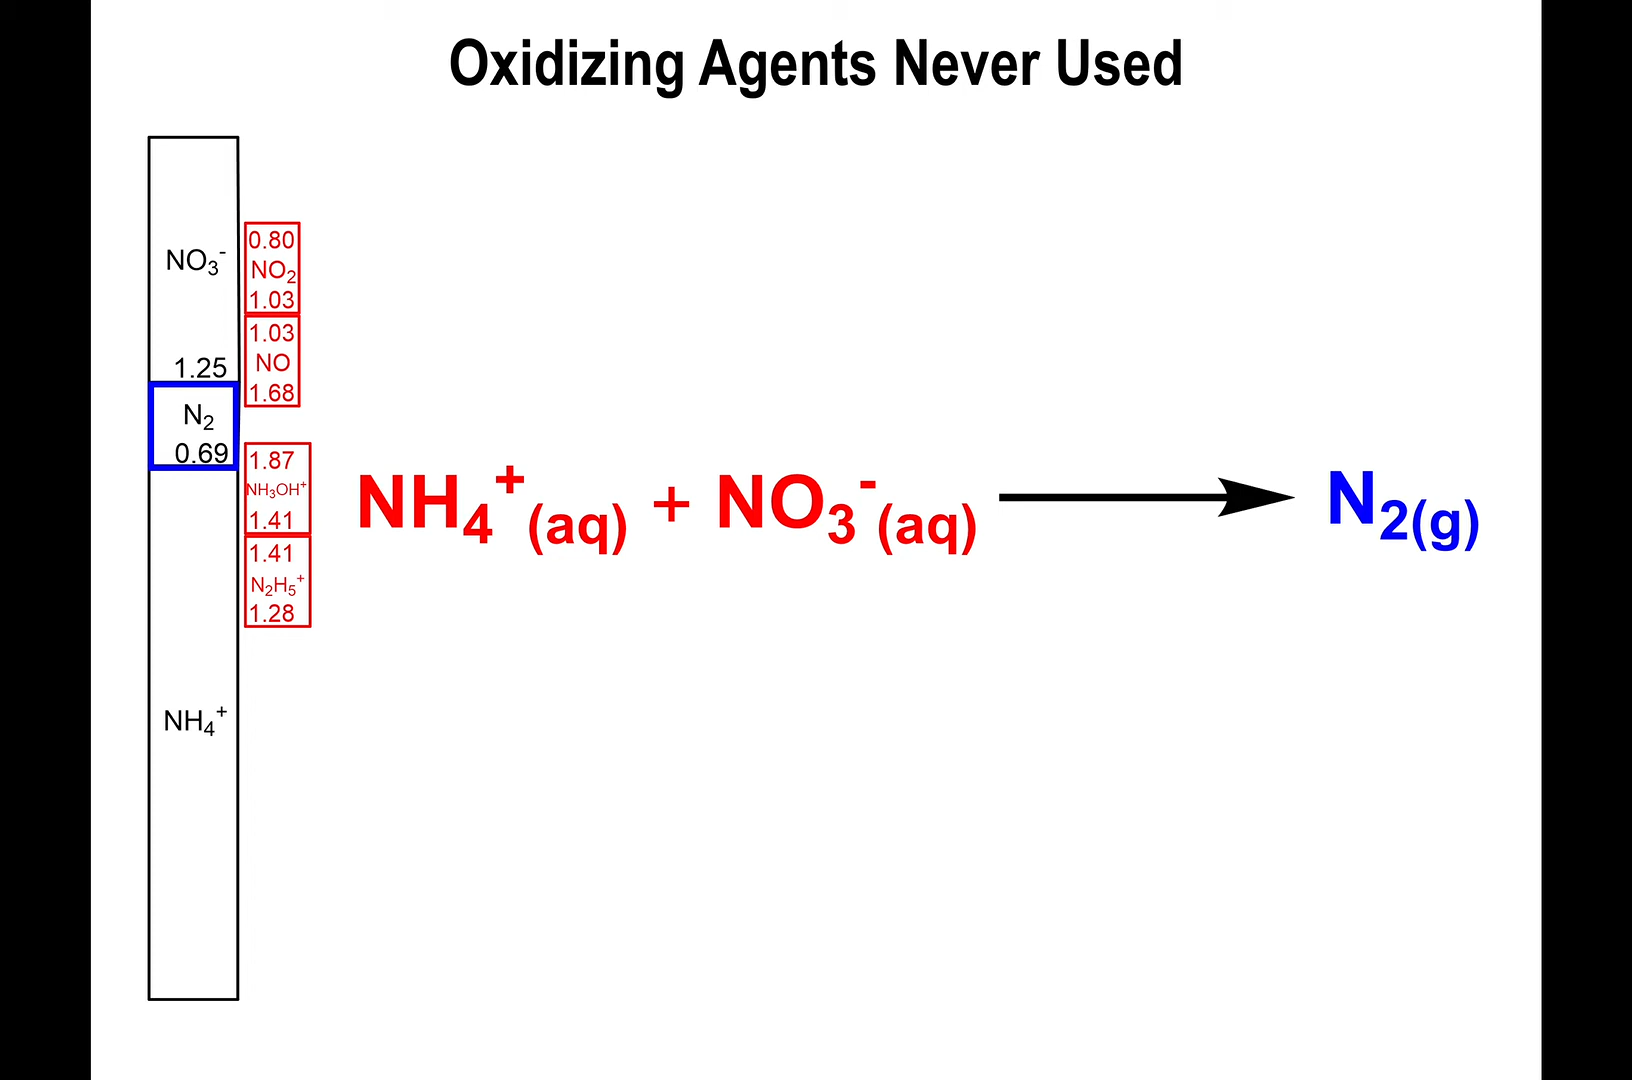 Oxidizing Agents Never Used
NO₃⁻
1.25
N₂
0.69
NH₄⁺
0.80
NO₂
1.03
1.03
NO
1.68
1.87
NH₃OH⁺
1.41
1.41
N₂H₅⁺
1.28
NH₄⁺(aq) + NO₃⁻(aq) ⟶ N₂(g)